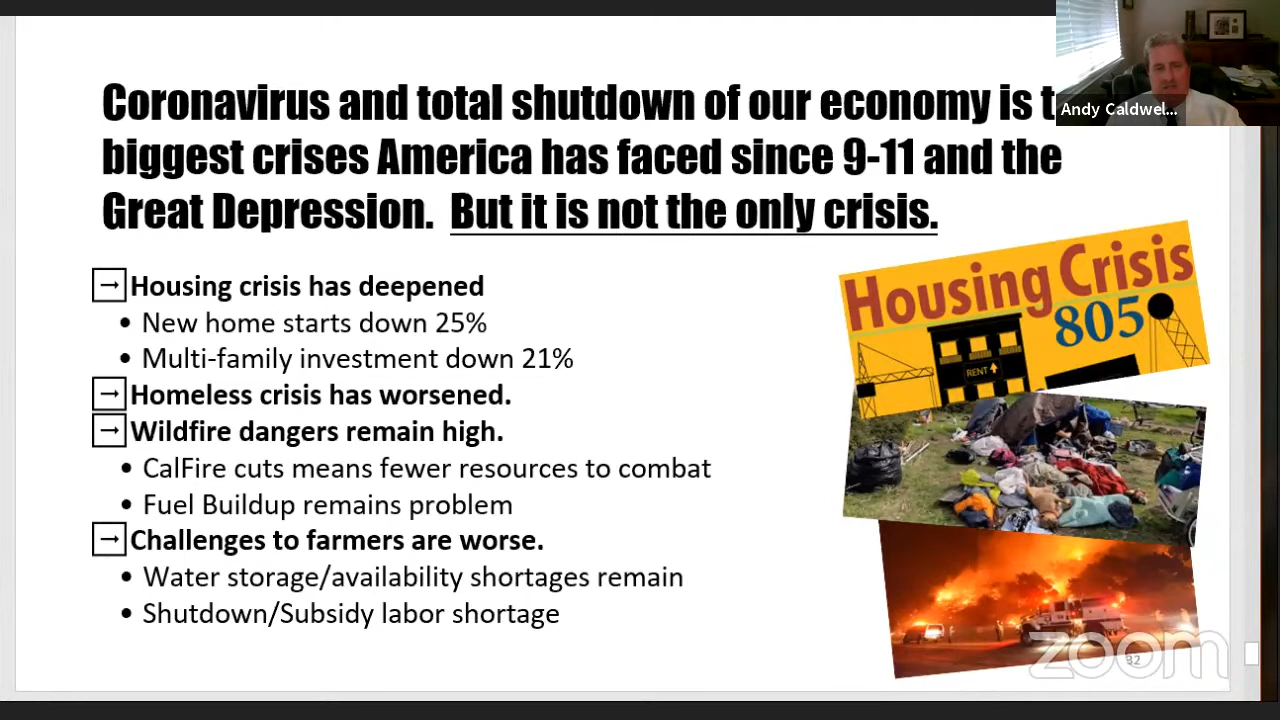 Coronavirus and total shutdown of our economy is t
Andy Caldwel...
biggest crises America has faced since 9-11 and the
Great Depression. But it is not the only crisis.
→ Housing crisis has deepened
• New home starts down 25%
• Multi-family investment down 21%
→ Homeless crisis has worsened.
→ Wildfire dangers remain high.
• CalFire cuts means fewer resources to combat
• Fuel Buildup remains problem
→ Challenges to farmers are worse.
• Water storage/availability shortages remain
• Shutdown/Subsidy labor shortage
Housing Crisis
805
RENT
zoom
32